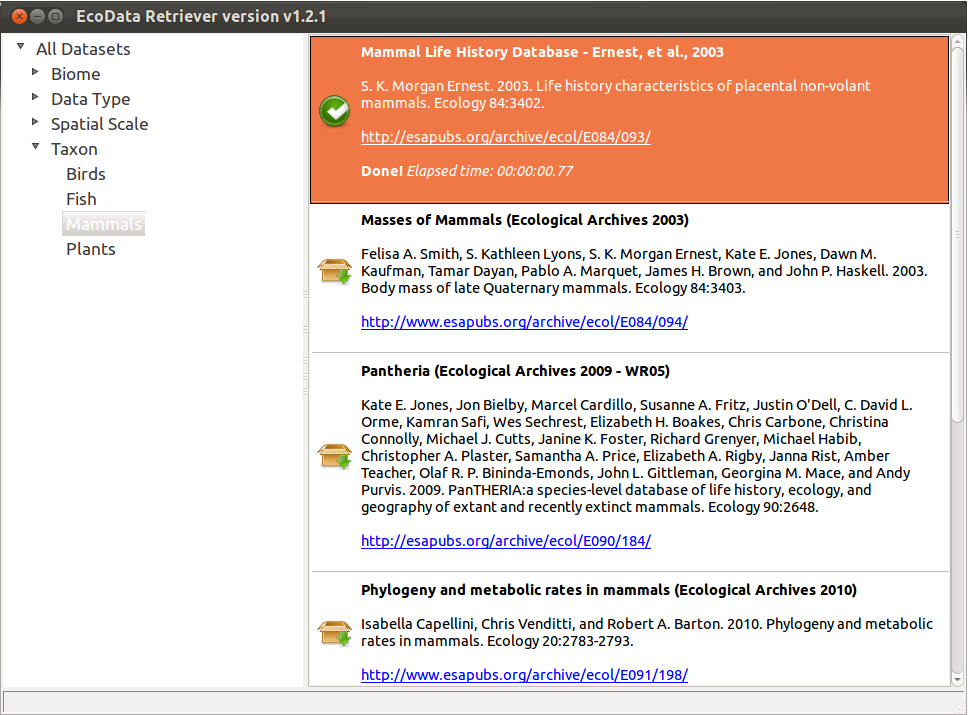 EcoData Retriever version v1.2.1
All Datasets
Biome
Data Type
Spatial Scale
Taxon
Birds
Fish
Mammals
Plants
Mammal Life History Database - Ernest, et al., 2003
S. K. Morgan Ernest. 2003. Life history characteristics of placental non-volant
mammals. Ecology 84:3402.
http://esapubs.org/archive/ecol/E084/093/
Done! Elapsed time: 00:00:00.77
Masses of Mammals (Ecological Archives 2003)
Felisa A. Smith, S. Kathleen Lyons, S. K. Morgan Ernest, Kate E. Jones, Dawn M.
Kaufman, Tamar Dayan, Pablo A. Marquet, James H. Brown, and John P. Haskell. 2003.
Body mass of late Quaternary mammals. Ecology 84:3403.
http://www.esapubs.org/archive/ecol/E084/094/
Pantheria (Ecological Archives 2009 - WR05)
Kate E. Jones, Jon Bielby, Marcel Cardillo, Susanne A. Fritz, Justin O'Dell, C. David L.
Orme, Kamran Safi, Wes Sechrest, Elizabeth H. Boakes, Chris Carbone, Christina
Connolly, Michael J. Cutts, Janine K. Foster, Richard Grenyer, Michael Habib,
Christopher A. Plaster, Samantha A. Price, Elizabeth A. Rigby, Janna Rist, Amber
Teacher, Olaf R. P. Bininda-Emonds, John L. Gittleman, Georgina M. Mace, and Andy
Purvis. 2009. PanTHERIA:a species-level database of life history, ecology, and
geography of extant and recently extinct mammals. Ecology 90:2648.
http://esapubs.org/archive/ecol/E090/184/
Phylogeny and metabolic rates in mammals (Ecological Archives 2010)
Isabella Capellini, Chris Venditti, and Robert A. Barton. 2010. Phylogeny and metabolic
rates in mammals. Ecology 20:2783-2793.
http://www.esapubs.org/archive/ecol/E091/198/